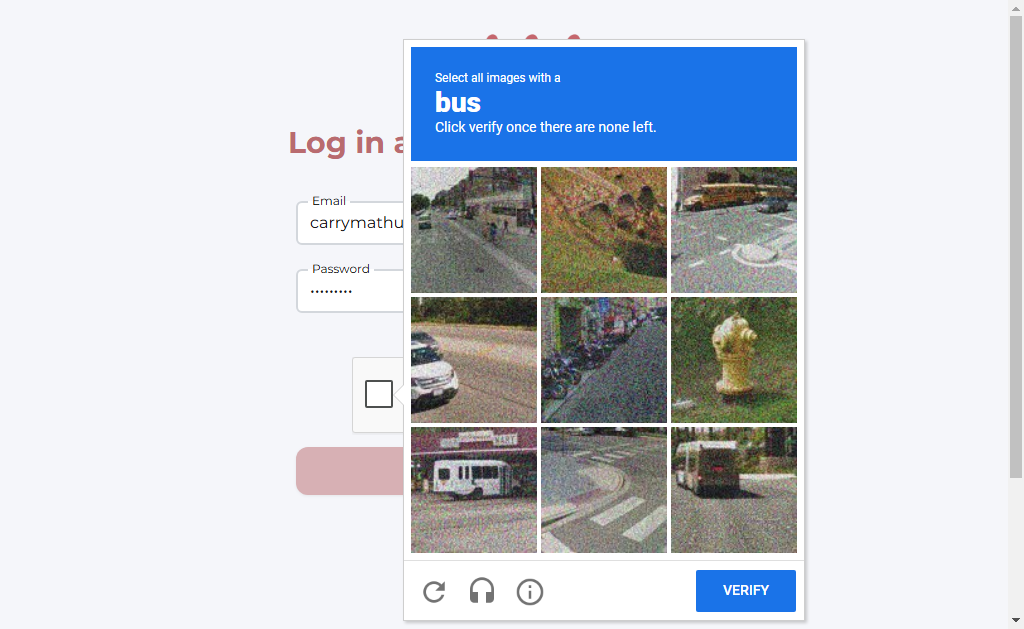 Select all images with a
bus
Click verify once there are none left.
Log in
Email
carrymathu
Password
VERIFY